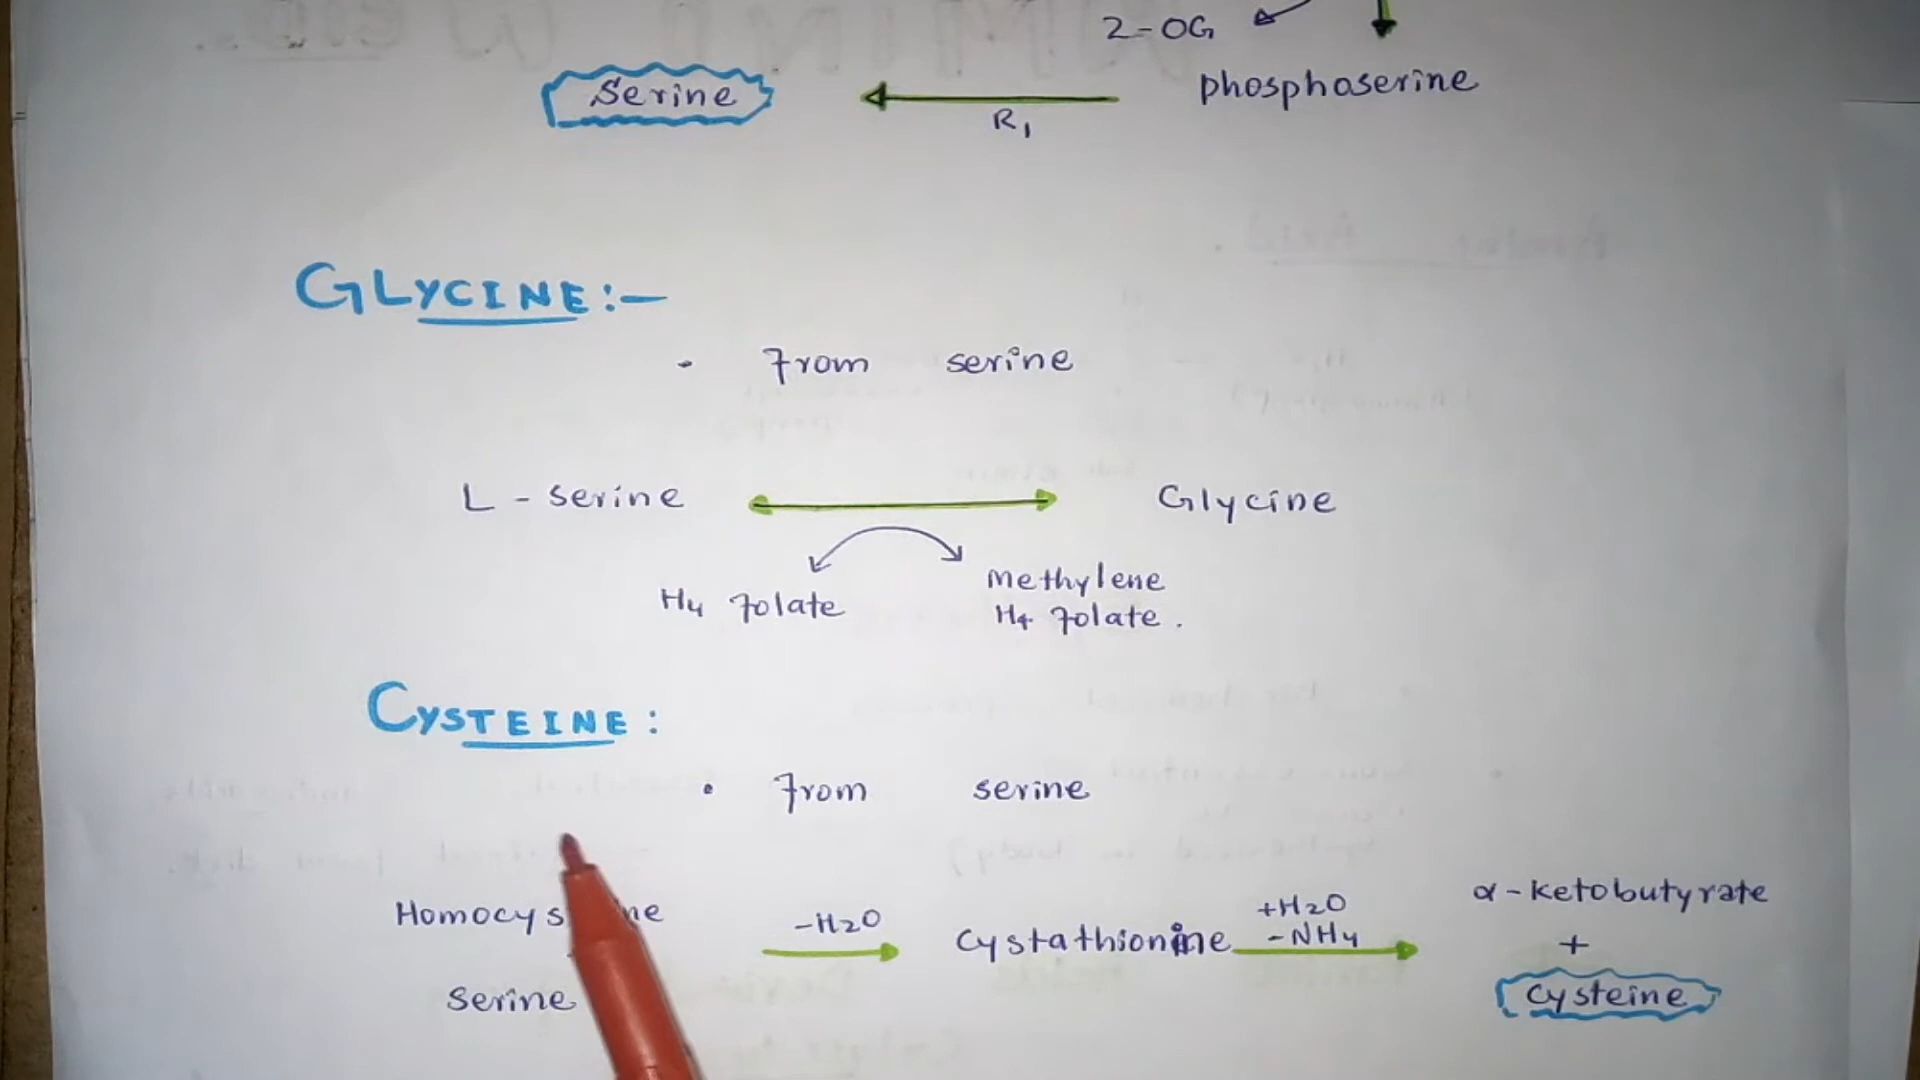 2-OG
Serine
phosphoserine
R₁
GLYCINE:-
• From serine
L - serine
Glycine
H₄ folate
Methylene
H₄ folate.
CYSTEINE:
• From serine
α-ketobutyrate
-H₂O
+H₂O
-NH₄
Cystathionine
+
Serine
Cysteine